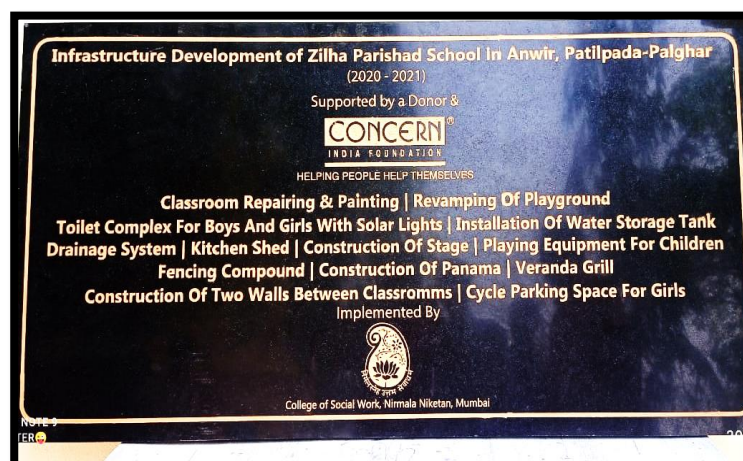 Infrastructure Development of Zilha Parishad School In Anwir, Patilpada-Palghar
(2020 - 2021)
Supported by a Donor &
CONCERN®
INDIA FOUNDATION
HELPING PEOPLE HELP THEMSELVES
Classroom Repairing & Painting | Revamping Of Playground
Toilet Complex For Boys And Girls With Solar Lights | Installation Of Water Storage Tank
Drainage System | Kitchen Shed | Construction Of Stage | Playing Equipment For Children
Fencing Compound | Construction Of Panama | Veranda Grill
Construction Of Two Walls Between Classromms | Cycle Parking Space For Girls
Implemented By
College of Social Work, Nirmala Niketan, Mumbai
NOTE 9